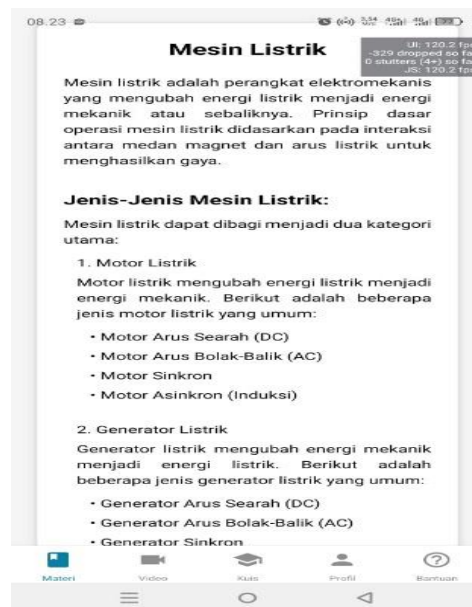 08.23
Mesin Listrik
UI: 120.2 fp
-329 dropped so fa
0 stutters (4+) so fa
JS: 120.2 fp
Mesin listrik adalah perangkat elektromekanis
yang mengubah energi listrik menjadi energi
mekanik atau sebaliknya. Prinsip dasar
operasi mesin listrik didasarkan pada interaksi
antara medan magnet dan arus listrik untuk
menghasilkan gaya.
Jenis-Jenis Mesin Listrik:
Mesin listrik dapat dibagi menjadi dua kategori
utama:
1. Motor Listrik
Motor listrik mengubah energi listrik menjadi
energi mekanik. Berikut adalah beberapa
jenis motor listrik yang umum:
• Motor Arus Searah (DC)
• Motor Arus Bolak-Balik (AC)
• Motor Sinkron
• Motor Asinkron (Induksi)
2. Generator Listrik
Generator listrik mengubah energi mekanik
menjadi energi listrik. Berikut adalah
beberapa jenis generator listrik yang umum:
• Generator Arus Searah (DC)
• Generator Arus Bolak-Balik (AC)
• Generator Sinkron
Materi Video Kuis Profil Bantuan